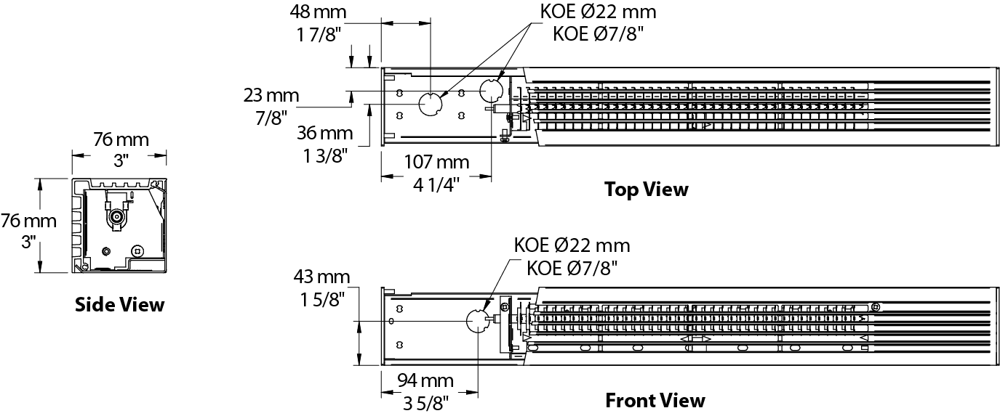 48 mm
1 7/8"
KOE Ø22 mm
KOE Ø7/8"
23 mm
7/8"
36 mm
1 3/8"
107 mm
4 1/4"
Top View
76 mm
3"
76 mm
3"
Side View
KOE Ø22 mm
KOE Ø7/8"
43 mm
1 5/8"
94 mm
3 5/8"
Front View